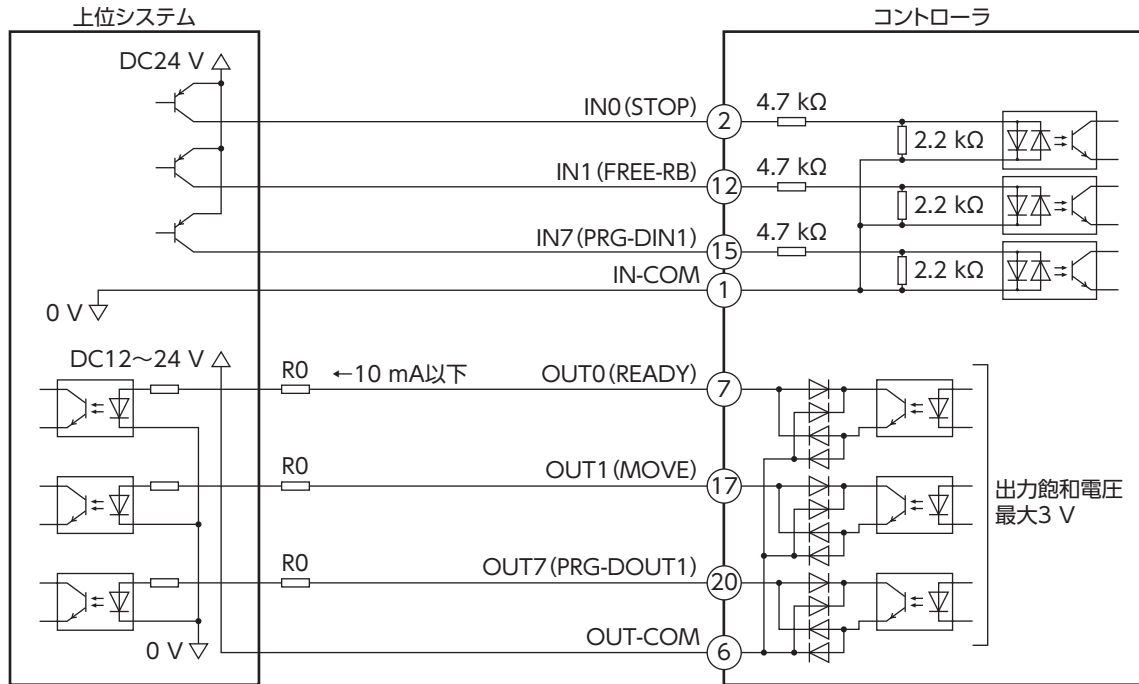 上位システム
コントローラ
DC24 V
IN0(STOP)
2
4.7 kΩ
2.2 kΩ
IN1(FREE-RB)
12
4.7 kΩ
2.2 kΩ
IN7(PRG-DIN1)
15
4.7 kΩ
2.2 kΩ
IN-COM
1
0 V
DC12～24 V
R0
←10 mA以下
OUT0(READY)
7
R0
OUT1(MOVE)
17
出力飽和電圧
最大3 V
R0
OUT7(PRG-DOUT1)
20
0 V
OUT-COM
6